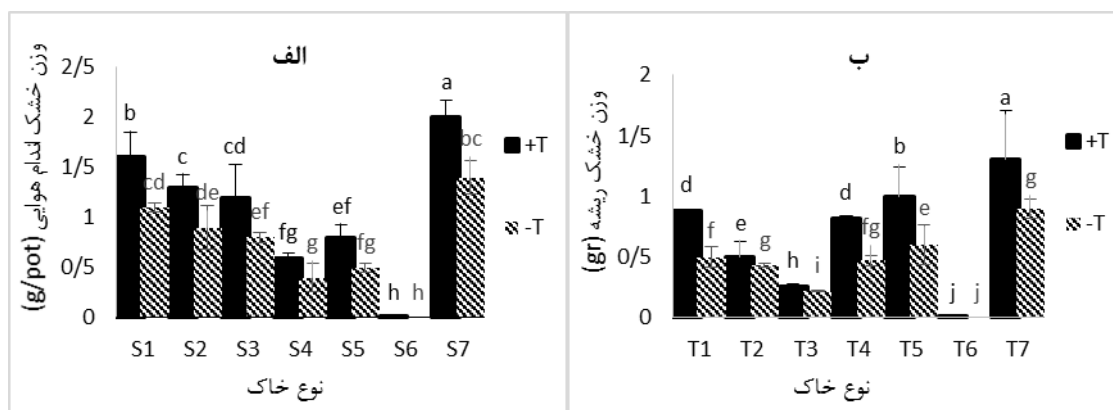 الف
وزن خشک اندام هوایی (g/pot)
2/5
2
1/5
1
0/5
0
b
cd
c
de
cd
ef
fg
g
ef
fg
h
h
a
bc
+T
-T
S1 S2 S3 S4 S5 S6 S7
نوع خاک
ب
وزن خشک ریشه (gr)
2
1/5
1
0/5
0
d
f
e
g
h
i
d
fg
b
e
j
j
a
g
+T
-T
T1 T2 T3 T4 T5 T6 T7
نوع خاک